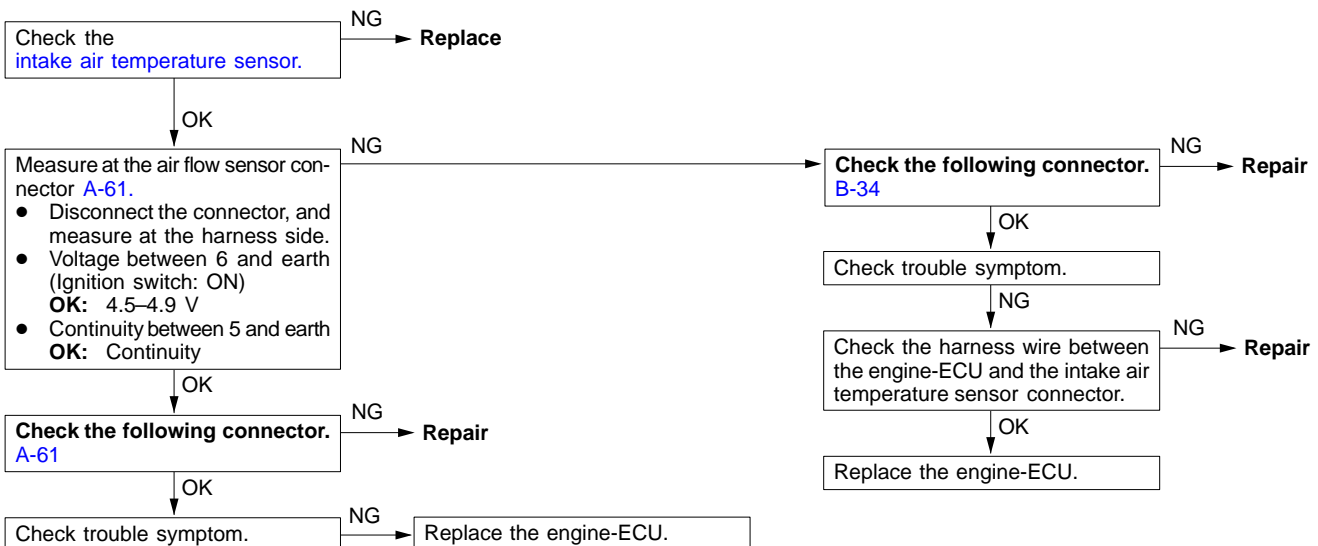 Check the
intake air temperature sensor.
NG
Replace
OK
Measure at the air flow sensor con-
nector A-61.
● Disconnect the connector, and
measure at the harness side.
● Voltage between 6 and earth
(Ignition switch: ON)
OK: 4.5–4.9 V
● Continuity between 5 and earth
OK: Continuity
NG
OK
Check the following connector.
A-61
NG
Repair
OK
Check trouble symptom.
NG
Replace the engine-ECU.
Check the following connector.
B-34
NG
Repair
OK
Check trouble symptom.
NG
Check the harness wire between
the engine-ECU and the intake air
temperature sensor connector.
NG
Repair
OK
Replace the engine-ECU.